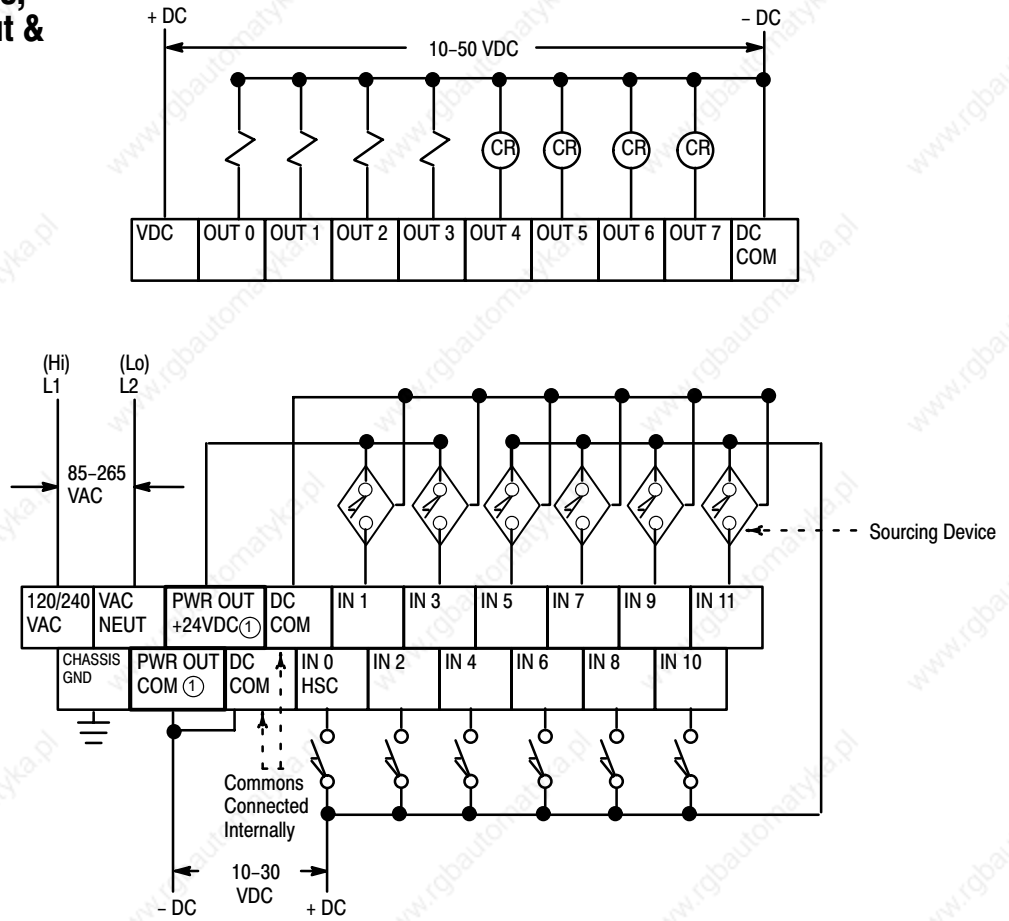 ut &
+ DC
– DC
10–50 VDC
CR CR CR CR
VDC OUT 0 OUT 1 OUT 2 OUT 3 OUT 4 OUT 5 OUT 6 OUT 7 DC
COM
(Hi)
L1
(Lo)
L2
85–265
VAC
Sourcing Device
120/240
VAC
VAC
NEUT
PWR OUT
+24VDC①
DC
COM
IN 1
IN 3
IN 5
IN 7
IN 9
IN 11
CHASSIS
GND
PWR OUT
COM ①
DC
COM
IN 0
HSC
IN 2
IN 4
IN 6
IN 8
IN 10
Commons
Connected
Internally
10–30
VDC
– DC
+ DC
www.rgbautomatyka.pl